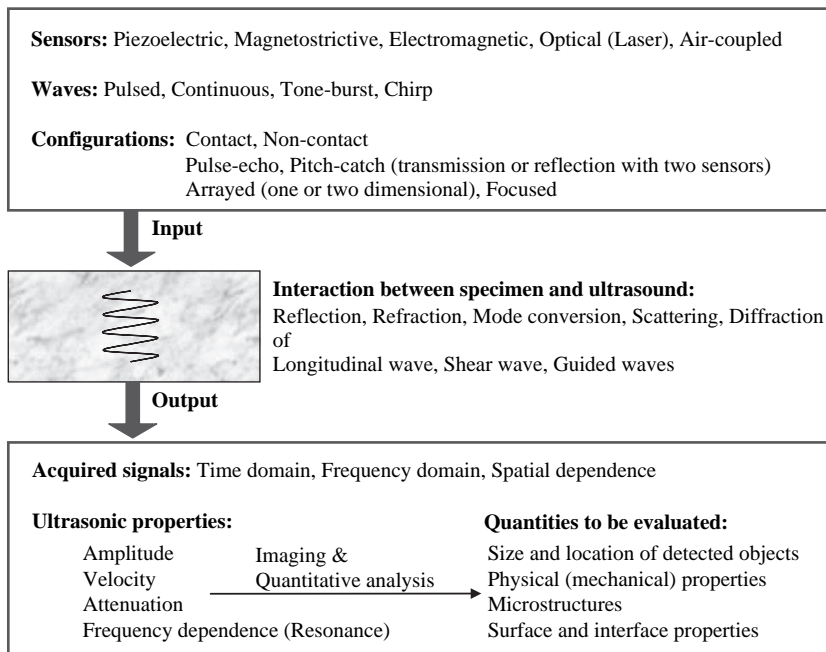 Sensors: Piezoelectric, Magnetostrictive, Electromagnetic, Optical (Laser), Air-coupled
Waves: Pulsed, Continuous, Tone-burst, Chirp
Configurations: Contact, Non-contact
Pulse-echo, Pitch-catch (transmission or reflection with two sensors)
Arrayed (one or two dimensional), Focused
Input
Interaction between specimen and ultrasound:
Reflection, Refraction, Mode conversion, Scattering, Diffraction
of
Longitudinal wave, Shear wave, Guided waves
Output
Acquired signals: Time domain, Frequency domain, Spatial dependence
Ultrasonic properties:
Amplitude
Velocity
Attenuation
Frequency dependence (Resonance)
Imaging &
Quantitative analysis
Quantities to be evaluated:
Size and location of detected objects
Physical (mechanical) properties
Microstructures
Surface and interface properties